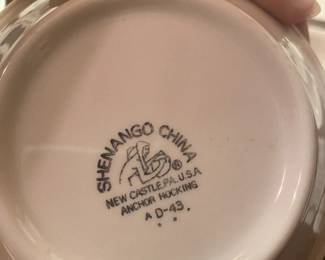 SHENANGO CHINA
®
NEW CASTLE, PA. U.S.A
ANCHOR HOCKING
A D-43.